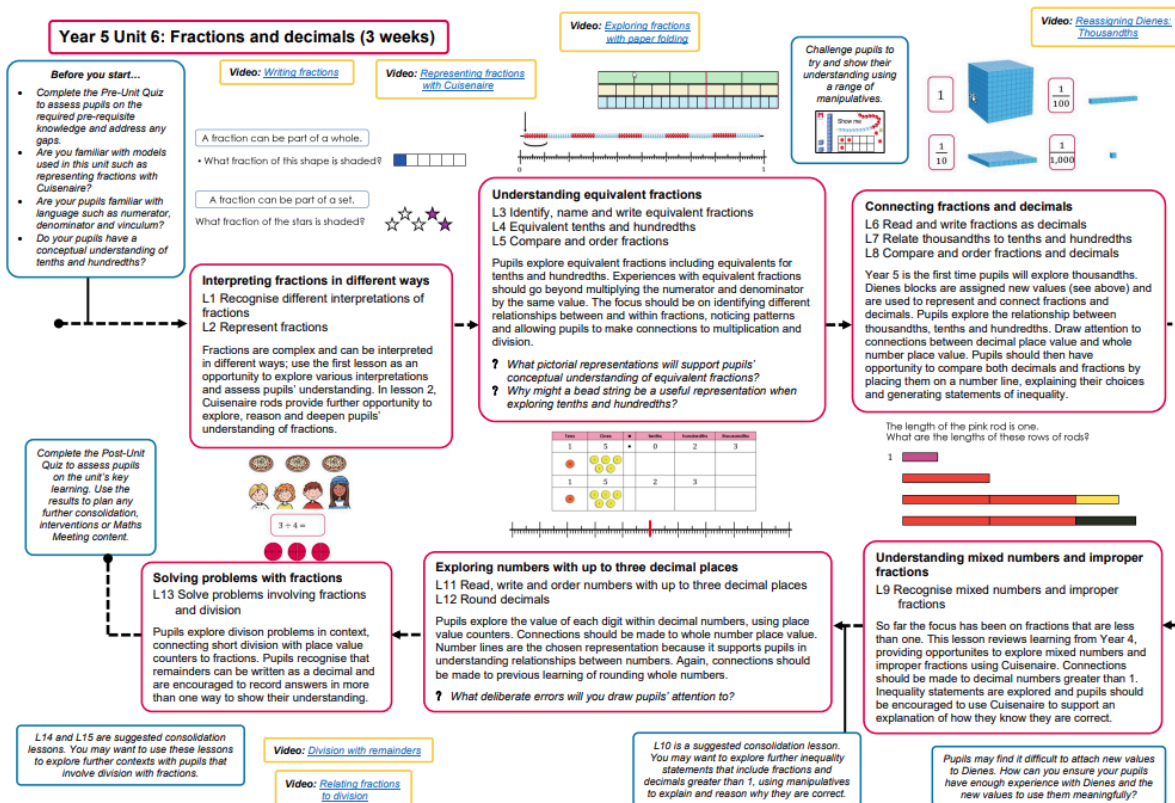 Year 5 Unit 6: Fractions and decimals (3 weeks)
Before you start…
• Complete the Pre-Unit Quiz
to assess pupils on the
required pre-requisite
knowledge and address any
gaps.
• Are you familiar with models
used in this unit such as
representing fractions with
Cuisenaire?
• Are your pupils familiar with
language such as numerator,
denominator and vinculum?
• Do your pupils have a
conceptual understanding of
tenths and hundredths?
Video: Writing fractions
Video: Representing fractions
with Cuisenaire
A fraction can be part of a whole.
• What fraction of this shape is shaded?
A fraction can be part of a set.
What fraction of the stars is shaded?
Video: Exploring fractions
with paper folding
0
1
Challenge pupils to
try and show their
understanding using
a range of
manipulatives.
Show me
Video: Reassigning Dienes:
Thousandths
1
1/100
1/10
1/1,000
Interpreting fractions in different ways
L1 Recognise different interpretations of
fractions
L2 Represent fractions
Fractions are complex and can be interpreted
in different ways; use the first lesson as an
opportunity to explore various interpretations
and assess pupils' understanding. In lesson 2,
Cuisenaire rods provide further opportunity to
explore, reason and deepen pupils'
understanding of fractions.
Understanding equivalent fractions
L3 Identify, name and write equivalent fractions
L4 Equivalent tenths and hundredths
L5 Compare and order fractions
Pupils explore equivalent fractions including equivalents for
tenths and hundredths. Experiences with equivalent fractions
should go beyond multiplying the numerator and denominator
by the same value. The focus should be on identifying different
relationships between and within fractions, noticing patterns
and allowing pupils to make connections to multiplication and
division.
? What pictorial representations will support pupils'
conceptual understanding of equivalent fractions?
? Why might a bead string be a useful representation when
exploring tenths and hundredths?
Connecting fractions and decimals
L6 Read and write fractions as decimals
L7 Relate thousandths to tenths and hundredths
L8 Compare and order fractions and decimals
Year 5 is the first time pupils will explore thousandths.
Dienes blocks are assigned new values (see above) and
are used to represent and connect fractions and
decimals. Pupils explore the relationship between
thousandths, tenths and hundredths. Draw attention to
connections between decimal place value and whole
number place value. Pupils should then have
opportunity to compare both decimals and fractions by
placing them on a number line, explaining their choices
and generating statements of inequality.
The length of the pink rod is one.
What are the lengths of these rows of rods?
1
Understanding mixed numbers and improper
fractions
L9 Recognise mixed numbers and improper
fractions
So far the focus has been on fractions that are less
than one. This lesson reviews learning from Year 4,
providing opportunites to explore mixed numbers and
improper fractions using Cuisenaire. Connections
should be made to decimal numbers greater than 1.
Inequality statements are explored and pupils should
be encouraged to use Cuisenaire to support an
explanation of how they know they are correct.
Pupils may find it difficult to attach new values
to Dienes. How can you ensure your pupils
have enough experience with Dienes and the
new values to use them meaningfully?
L10 is a suggested consolidation lesson.
You may want to explore further inequality
statements that include fractions and
decimals greater than 1, using manipulatives
to explain and reason why they are correct.
Tens Ones • tenths hundredths thousandths
1 5 • 0 2 3
1 5 2 3
Exploring numbers with up to three decimal places
L11 Read, write and order numbers with up to three decimal places
L12 Round decimals
Pupils explore the value of each digit within decimal numbers, using place
value counters. Connections should be made to whole number place value.
Number lines are the chosen representation because it supports pupils in
understanding relationships between numbers. Again, connections should
be made to previous learning of rounding whole numbers.
? What deliberate errors will you draw pupils' attention to?
3 ÷ 4 =
Solving problems with fractions
L13 Solve problems involving fractions
and division
Pupils explore divison problems in context,
connecting short division with place value
counters to fractions. Pupils recognise that
remainders can be written as a decimal and
are encouraged to record answers in more
than one way to show their understanding.
Complete the Post-Unit
Quiz to assess pupils
on the unit's key
learning. Use the
results to plan any
further consolidation,
interventions or Maths
Meeting content.
L14 and L15 are suggested consolidation
lessons. You may want to use these lessons
to explore further contexts with pupils that
involve division with fractions.
Video: Division with remainders
Video: Relating fractions
to division